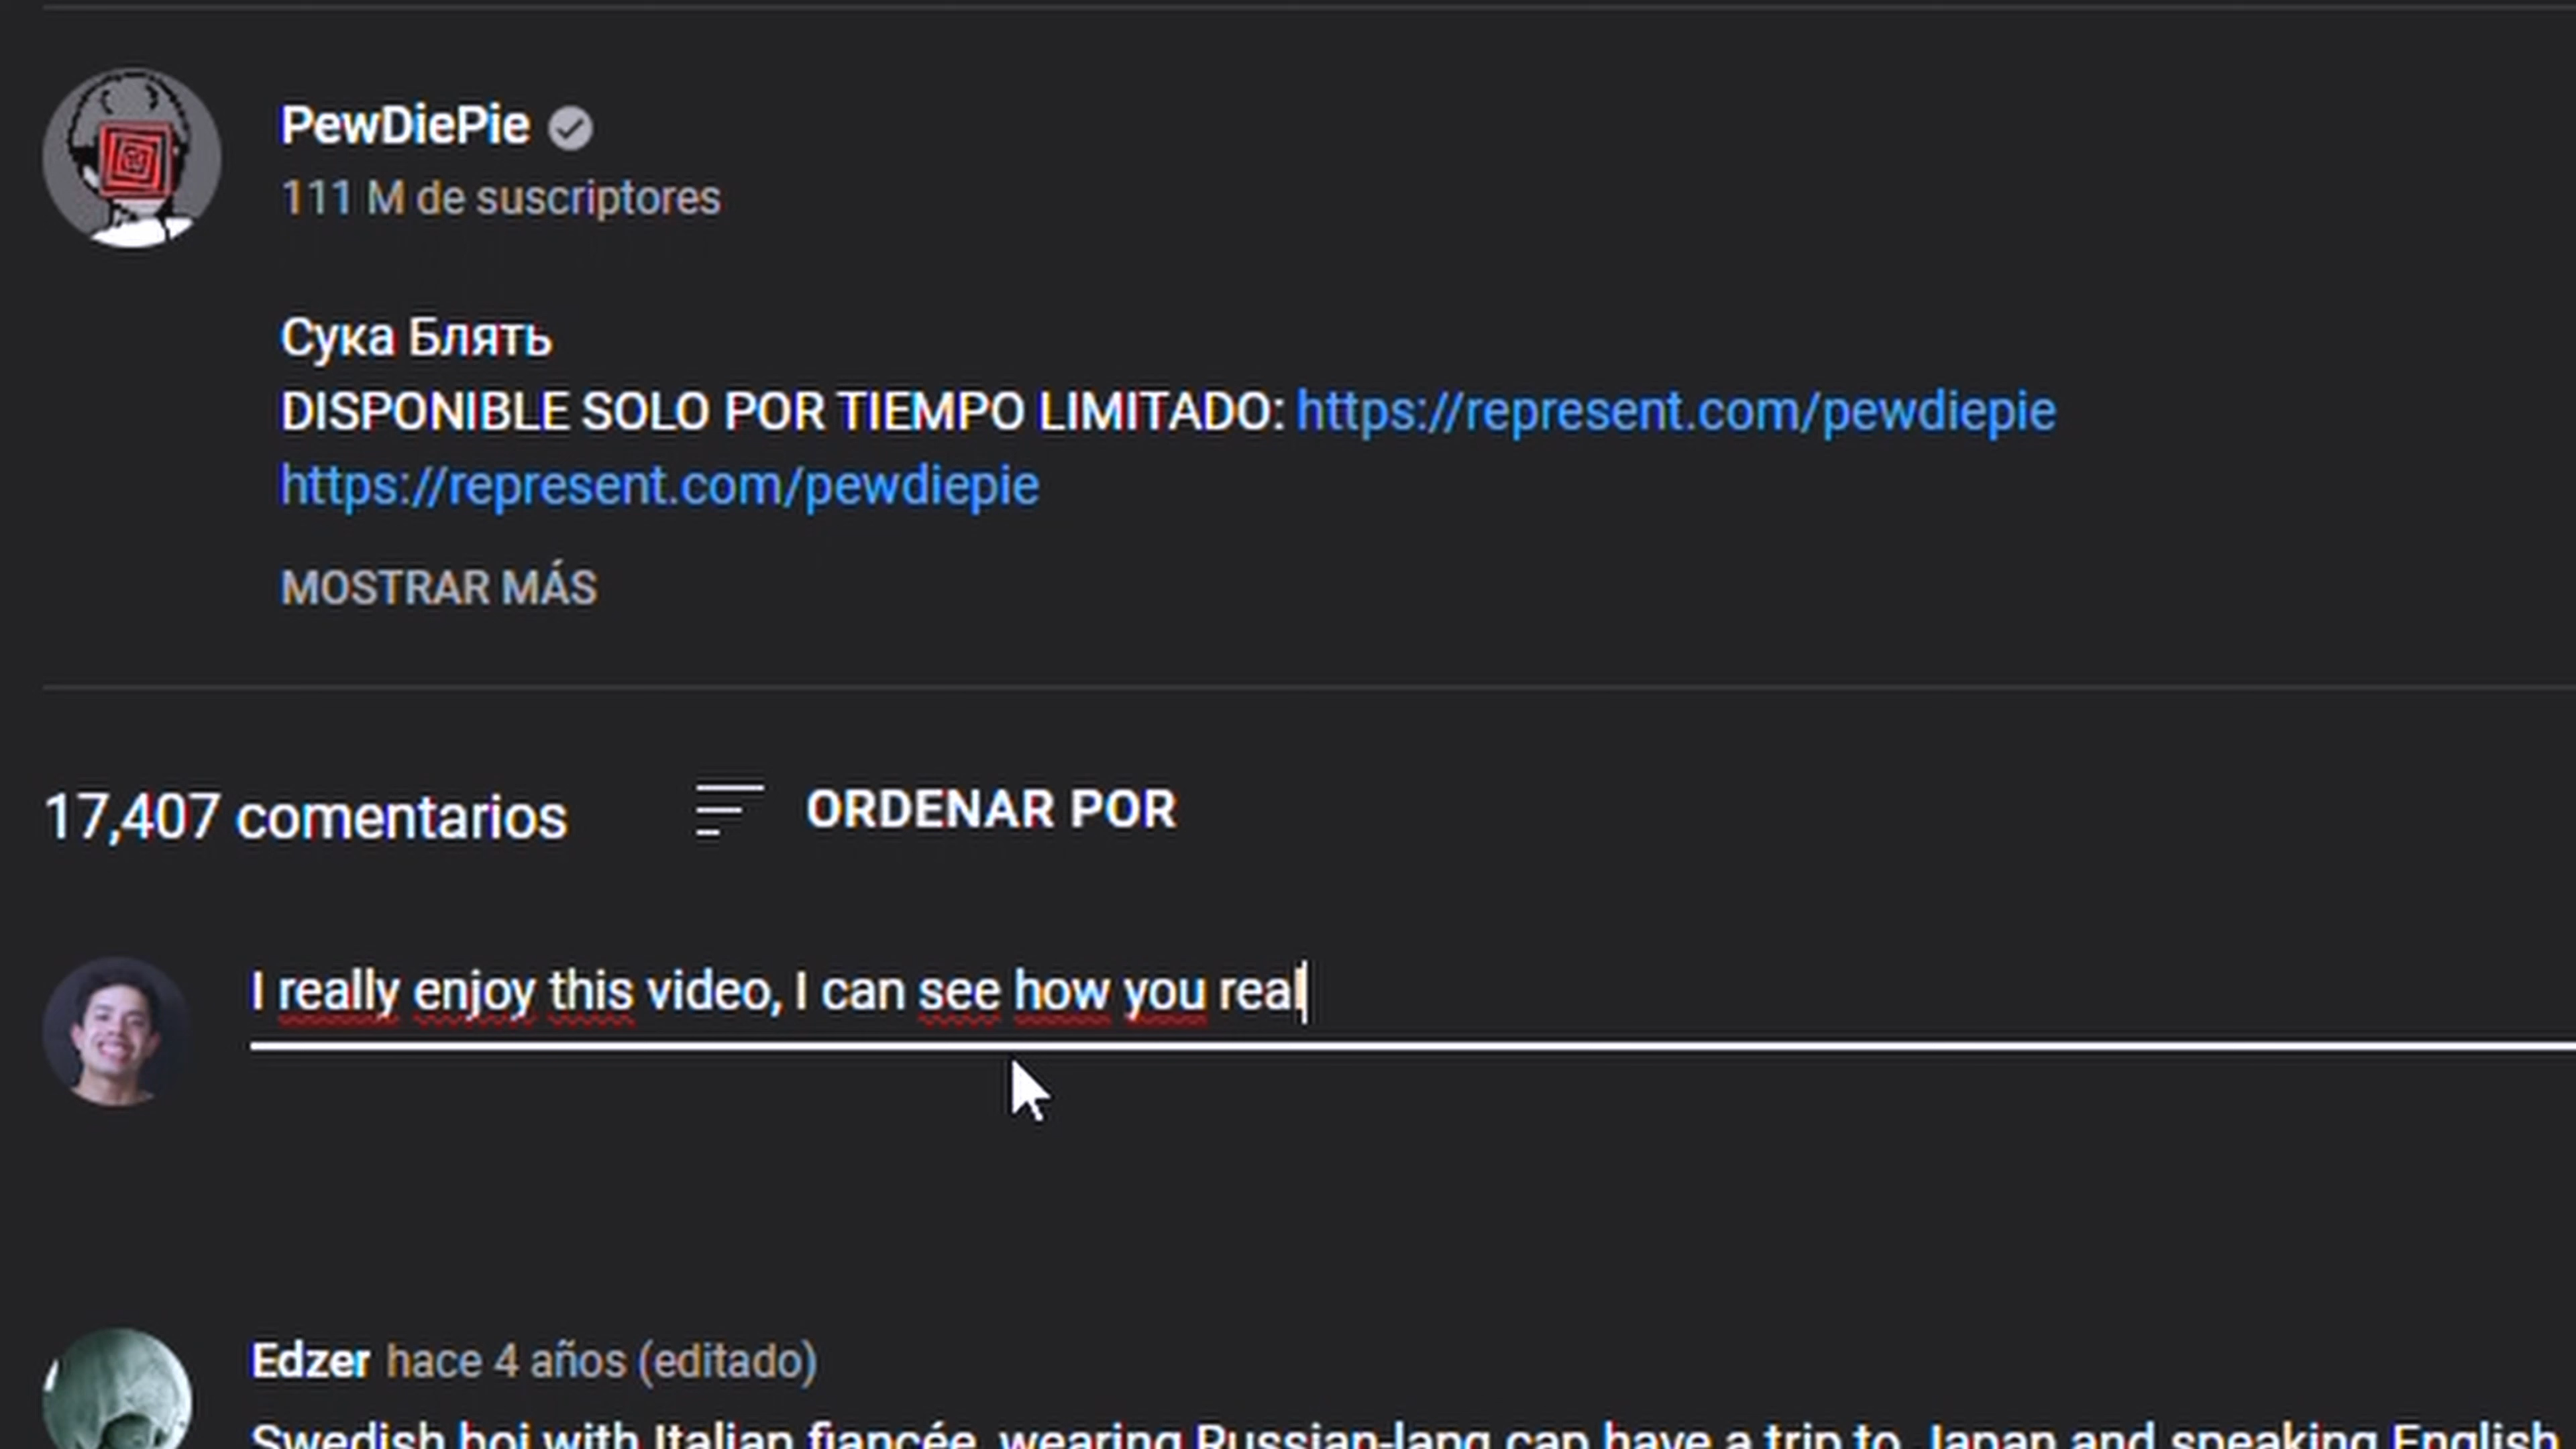 PewDiePie
111 M de suscriptores
Сука Блять
DISPONIBLE SOLO POR TIEMPO LIMITADO: https://represent.com/pewdiepie
https://represent.com/pewdiepie
MOSTRAR MÁS
17,407 comentarios ORDENAR POR
I really enjoy this video, I can see how you real
Edzer hace 4 años (editado)
Swedish boi with Italian fiancée, wearing Russian-lang cap have a trip to Japan and speaking English